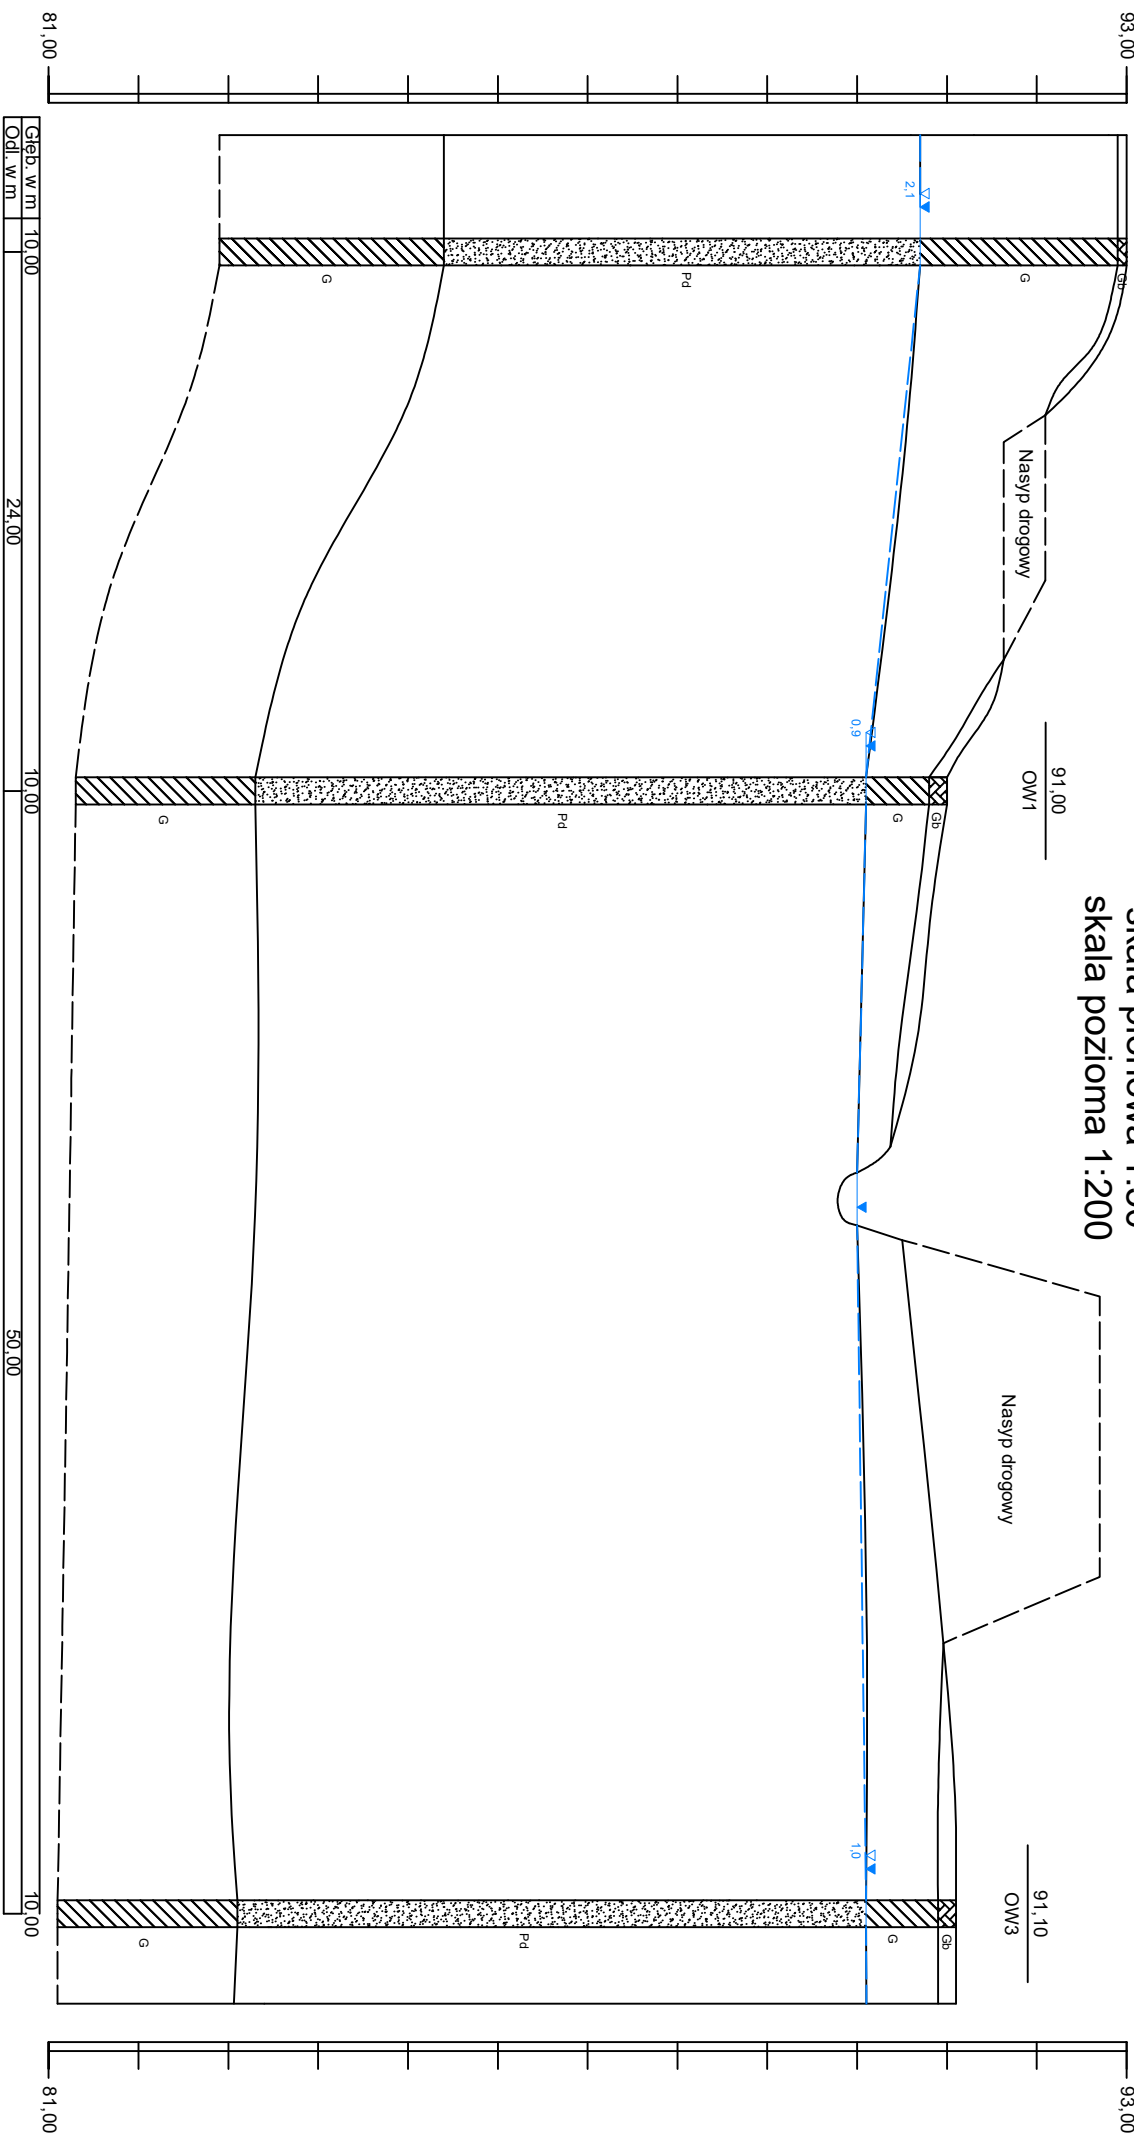 skala pozioma 1:200
93,00
93,00
91,00
OW1
91,10
OW3
Gb
G
Pd
G
2,1
Nasyp drogowy
Gb
G
Pd
G
0,9
Nasyp drogowy
Gb
G
Pd
G
1,0
81,00
81,00
Głęb. w m
10,00
10,00
10,00
Odl. w m
24,00
50,00